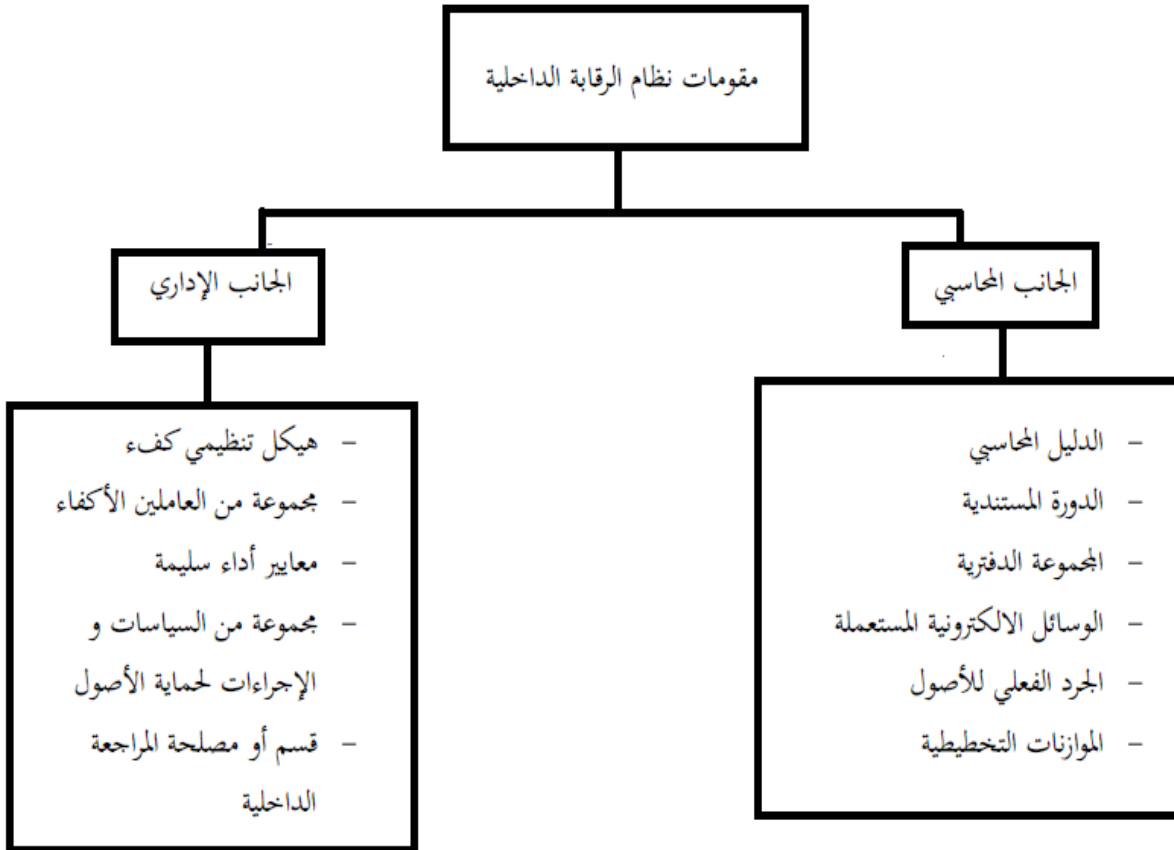 مقومات نظام الرقابة الداخلية
الجانب المحاسبي
الجانب الإداري
- الدليل المحاسبي
- الدورة المستندية
- المجموعة الدفترية
- الوسائل الالكترونية المستعملة
- الجرد الفعلي للأصول
- الموازنات التخطيطية
- هيكل تنظيمي كفء
- مجموعة من العاملين الأكفاء
- معايير أداء سليمة
- مجموعة من السياسات و
الإجراءات لحماية الأصول
- قسم أو مصلحة المراجعة
الداخلية